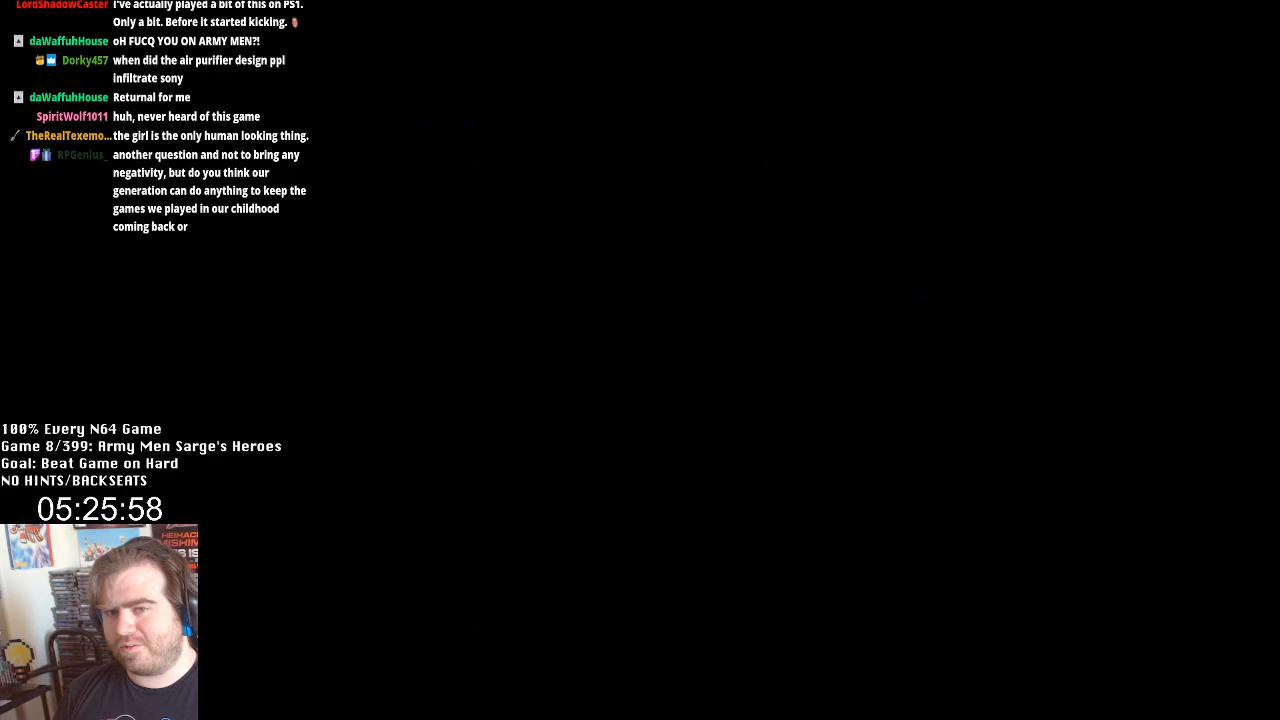 LordShadowCaster I've actually played a bit of this on PS1.
Only a bit. Before it started kicking.
daWaffuhHouse oH FUCQ YOU ON ARMY MEN?!
Dorky457 when did the air purifier design ppl
infiltrate sony
daWaffuhHouse Returnal for me
SpiritWolf1011 huh, never heard of this game
TheRealTexemo... the girl is the only human looking thing.
RPGenius_ another question and not to bring any
negativity, but do you think our
generation can do anything to keep the
games we played in our childhood
coming back or
100% Every N64 Game
Game 8/399: Army Men Sarge's Heroes
Goal: Beat Game on Hard
NO HINTS/BACKSEATS
05:25:58
HEIHACHI
MISHIMA
IS